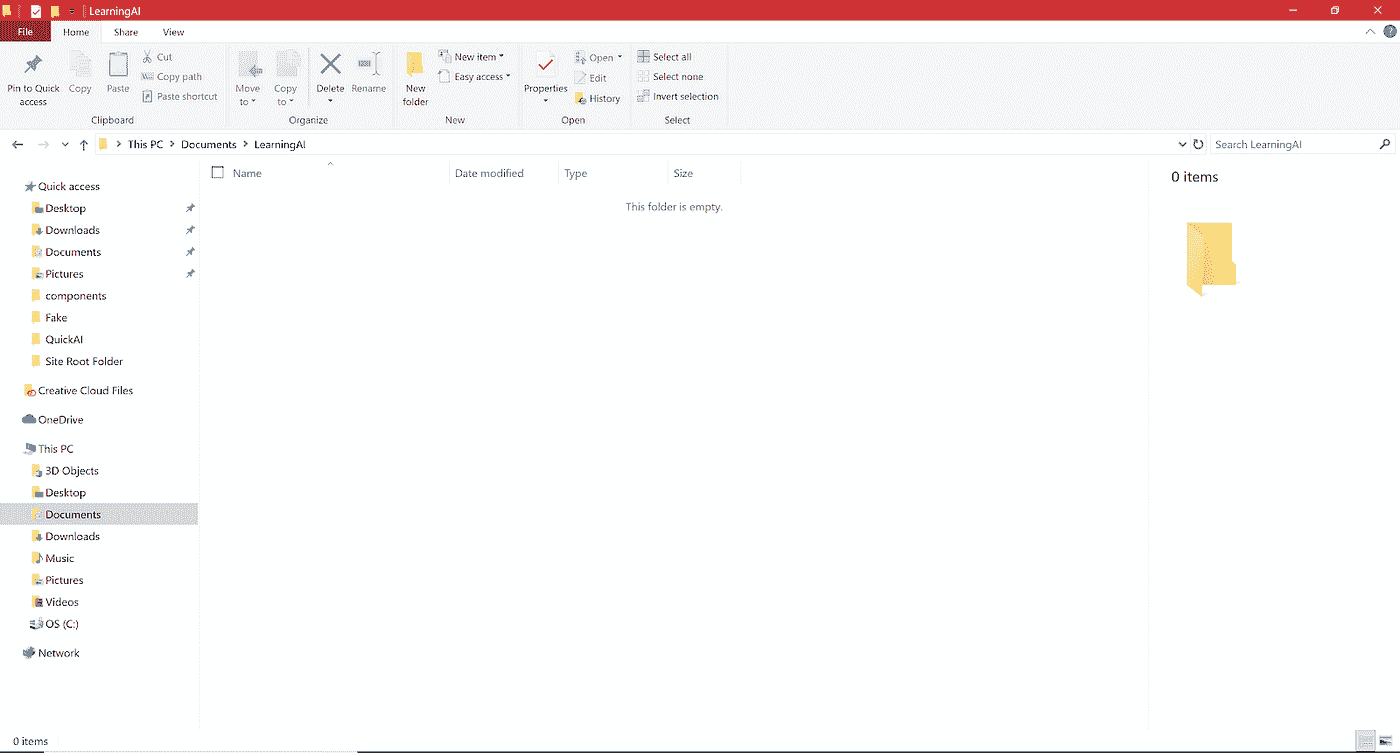 LearningAI
File Home Share View
Pin to Quick access
Copy
Paste
Cut
Copy path
Paste shortcut
Clipboard
Move to
Copy to
Delete
Rename
Organize
New folder
New item
Easy access
New
Properties
Open
Edit
History
Open
Select all
Select none
Invert selection
Select
This PC > Documents > LearningAI
Search LearningAI
Quick access
Desktop
Downloads
Documents
Pictures
components
Fake
QuickAI
Site Root Folder
Creative Cloud Files
OneDrive
This PC
3D Objects
Desktop
Documents
Downloads
Music
Pictures
Videos
OS (C:)
Network
Name Date modified Type Size
This folder is empty.
0 items
0 items